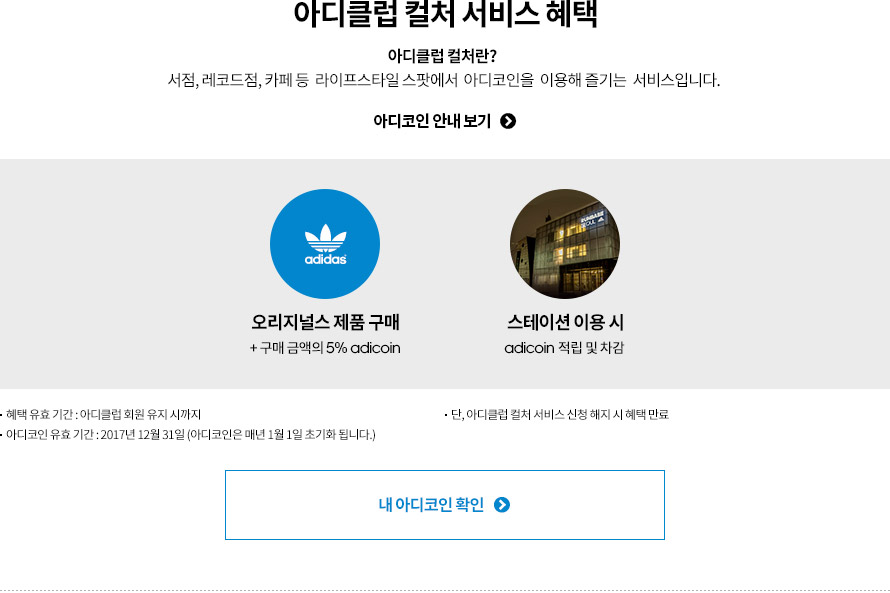 아디클럽 컬처 서비스 혜택
아디클럽 컬처란?
서점, 레코드점, 카페 등 라이프스타일 스팟에서 아디코인을 이용해 즐기는 서비스입니다.
아디코인 안내 보기
adidas
오리지널스 제품 구매
+ 구매 금액의 5% adicoin
스테이션 이용 시
adicoin 적립 및 차감
· 혜택 유효 기간 : 아디클럽 회원 유지 시까지
· 아디코인 유효 기간 : 2017년 12월 31일 (아디코인은 매년 1월 1일 초기화 됩니다.)
· 단, 아디클럽 컬처 서비스 신청 해지 시 혜택 만료
내 아디코인 확인